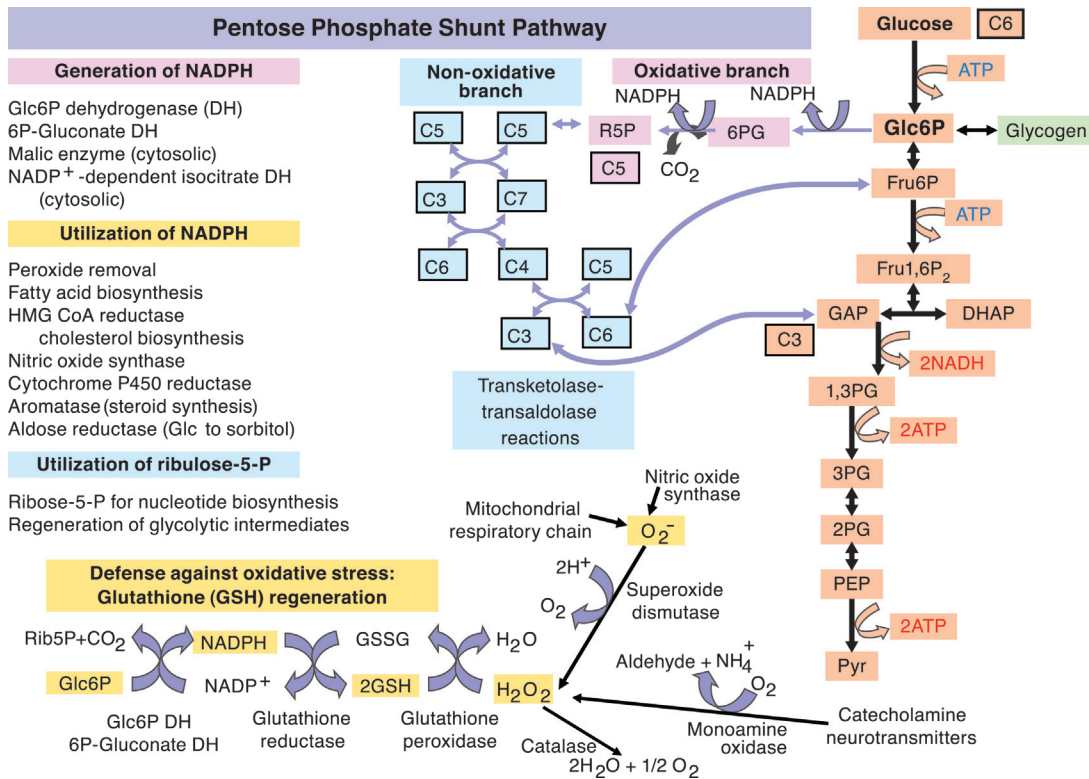 Pentose Phosphate Shunt Pathway
Generation of NADPH
Glc6P dehydrogenase (DH)
6P-Gluconate DH
Malic enzyme (cytosolic)
NADP+ -dependent isocitrate DH
(cytosolic)
Utilization of NADPH
Peroxide removal
Fatty acid biosynthesis
HMG CoA reductase
cholesterol biosynthesis
Nitric oxide synthase
Cytochrome P450 reductase
Aromatase (steroid synthesis)
Aldose reductase (Glc to sorbitol)
Utilization of ribulose-5-P
Ribose-5-P for nucleotide biosynthesis
Regeneration of glycolytic intermediates
Non-oxidative
branch
C5
C5
C3
C7
C6
C4
C5
C3
C6
Transketolase-
transaldolase
reactions
Oxidative branch
NADPH
NADPH
R5P
6PG
C5
CO2
Glucose
C6
ATP
Glc6P
Glycogen
Fru6P
ATP
Fru1,6P2
GAP
DHAP
C3
2NADH
1,3PG
2ATP
3PG
2PG
PEP
2ATP
Pyr
Nitric oxide
synthase
Mitochondrial
respiratory chain
O2−
2H+
O2
Superoxide
dismutase
Defense against oxidative stress:
Glutathione (GSH) regeneration
Rib5P+CO2
NADPH
GSSG
H2O
Glc6P
NADP+
2GSH
H2O2
Glc6P DH
6P-Gluconate DH
Glutathione
reductase
Glutathione
peroxidase
Catalase
2H2O + 1/2 O2
Aldehyde + NH4+
O2
Monoamine
oxidase
Catecholamine
neurotransmitters